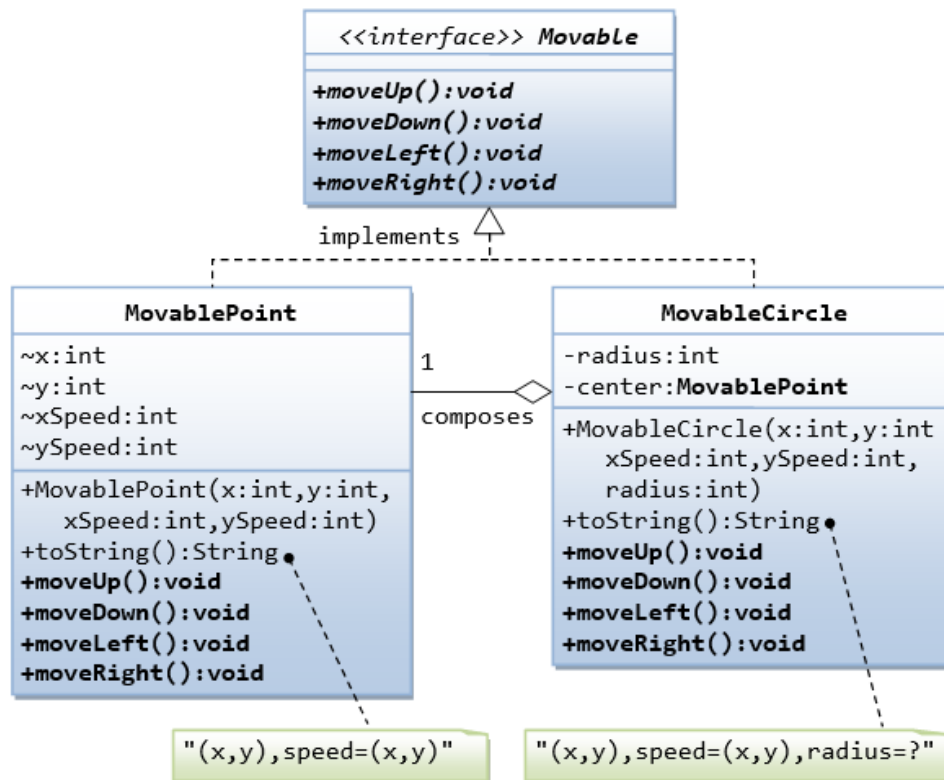 <<interface>> Movable
+moveUp():void
+moveDown():void
+moveLeft():void
+moveRight():void
implements
MovablePoint
~x:int
~y:int
~xSpeed:int
~ySpeed:int
+MovablePoint(x:int,y:int,
xSpeed:int,ySpeed:int)
+toString():String
+moveUp():void
+moveDown():void
+moveLeft():void
+moveRight():void
"(x,y),speed=(x,y)"
1
composes
MovableCircle
-radius:int
-center:MovablePoint
+MovableCircle(x:int,y:int
xSpeed:int,ySpeed:int,
radius:int)
+toString():String
+moveUp():void
+moveDown():void
+moveLeft():void
+moveRight():void
"(x,y),speed=(x,y),radius=?"